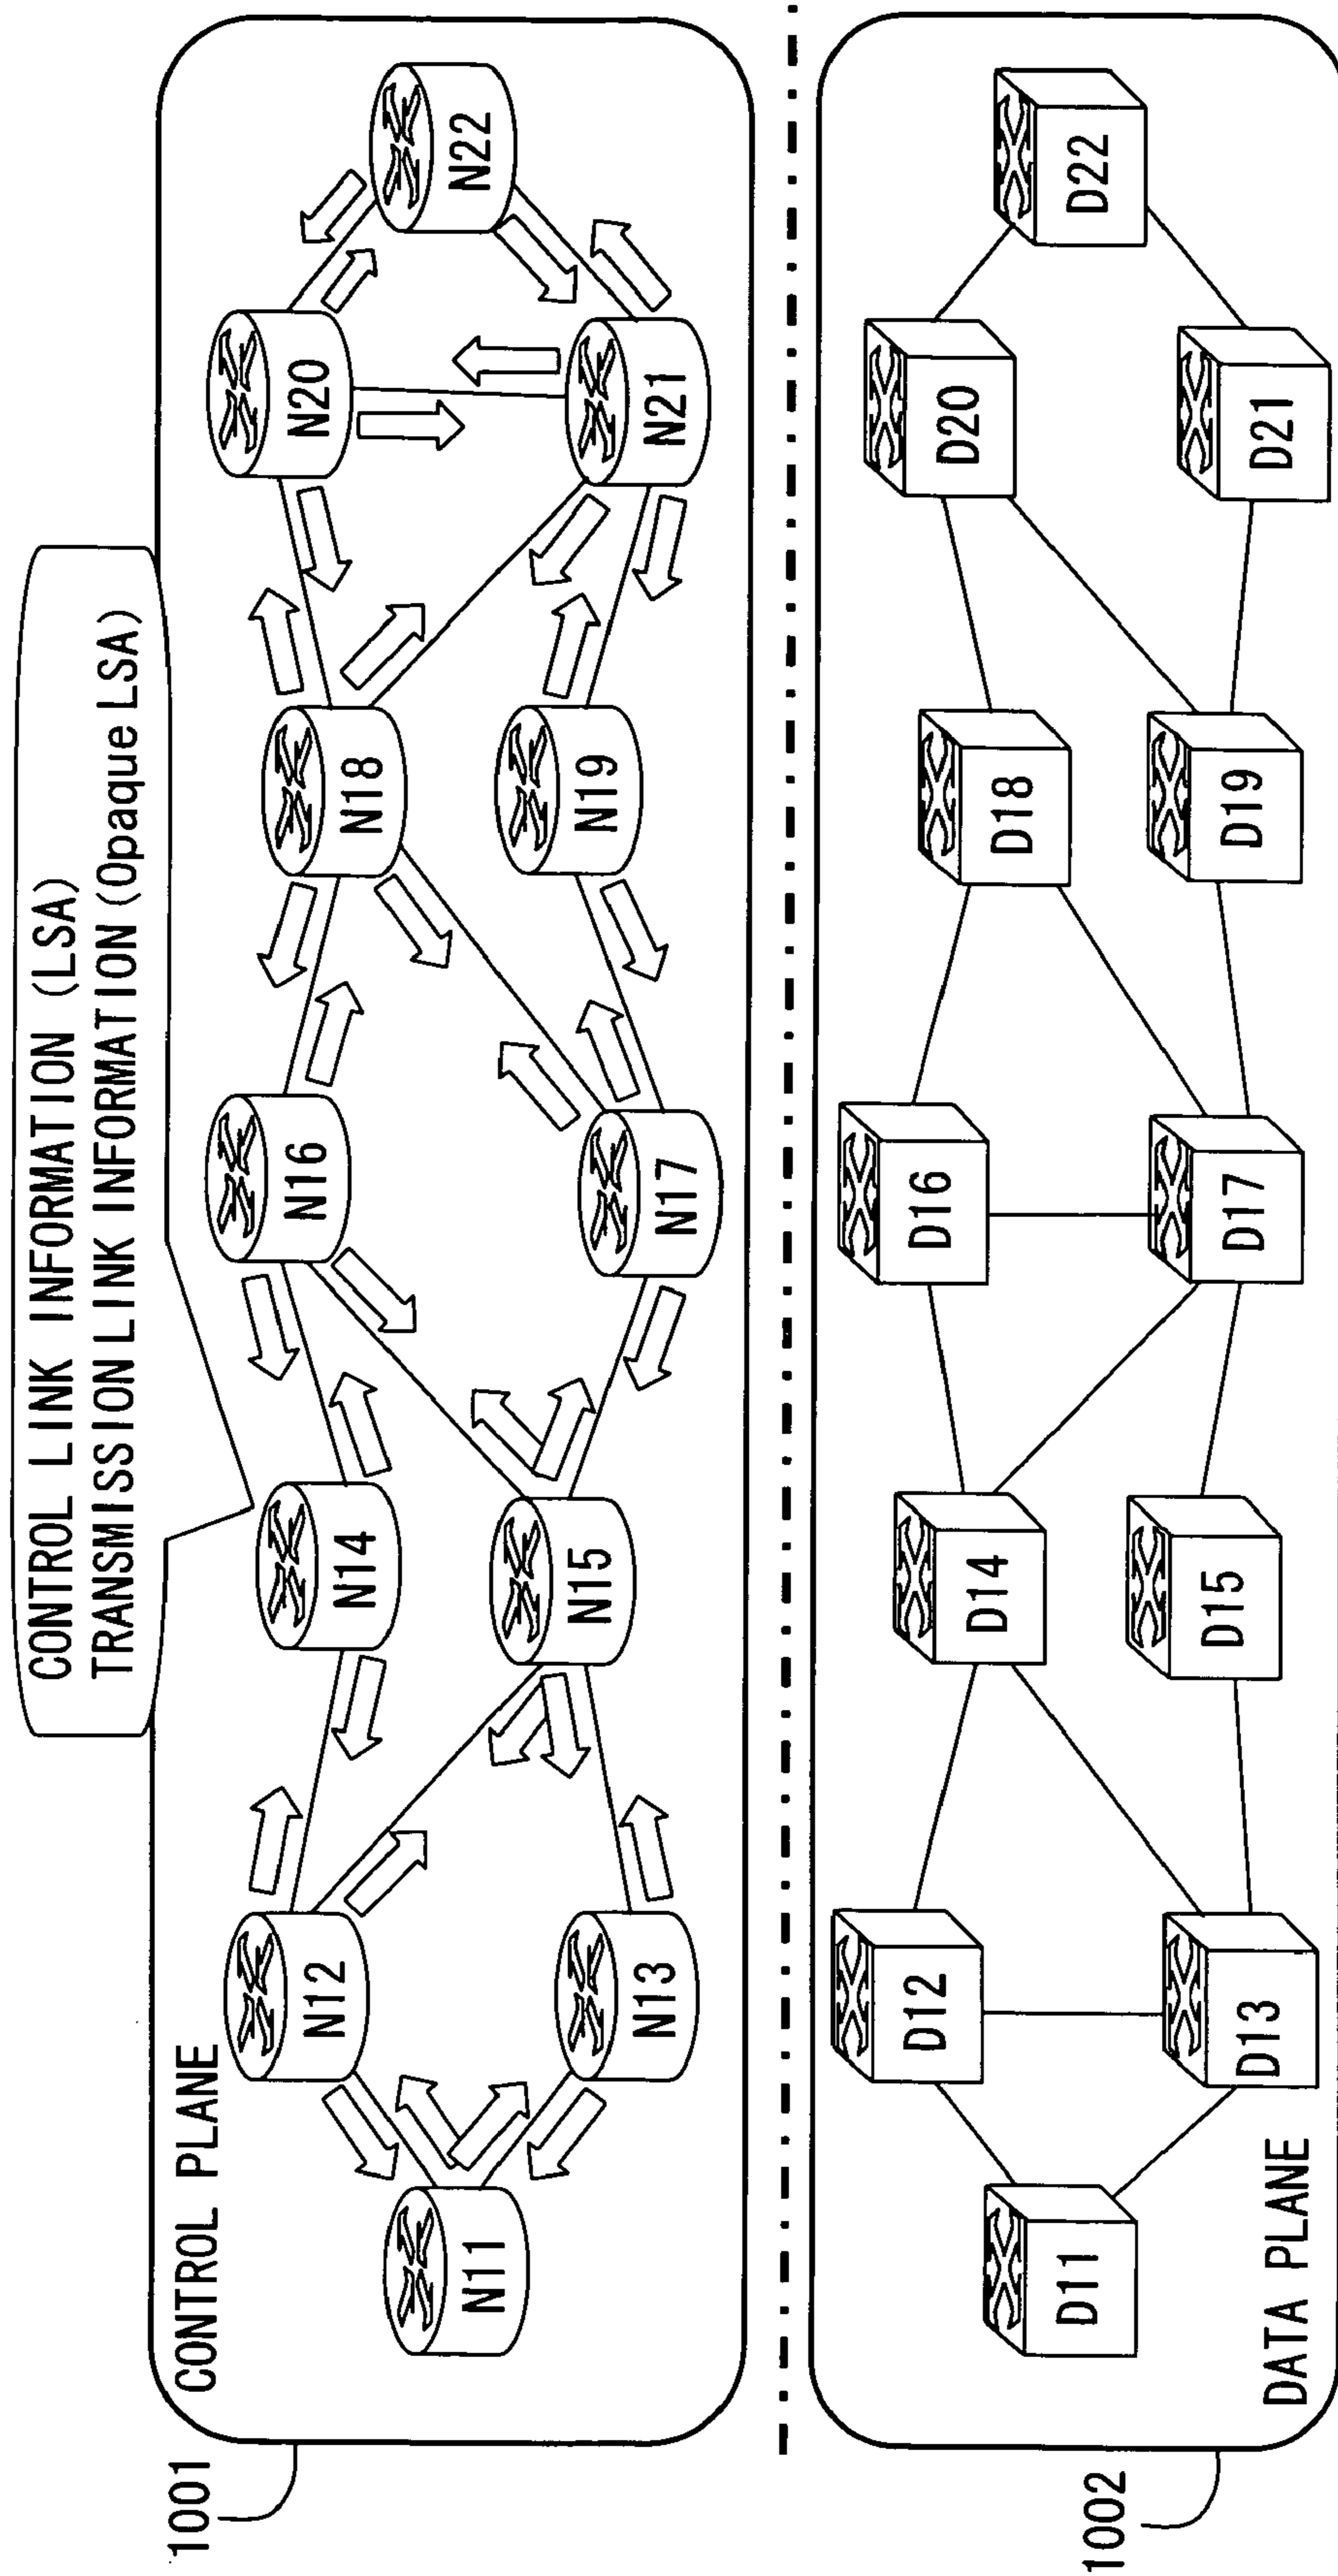 CONTROL LINK INFORMATION (LSA)
TRANSMISSION LINK INFORMATION (Opaque LSA)
1001
CONTROL PLANE
N11
N12
N13
N14
N15
N16
N17
N18
N19
N20
N21
N22
1002
DATA PLANE
D11
D12
D13
D14
D15
D16
D17
D18
D19
D20
D21
D22